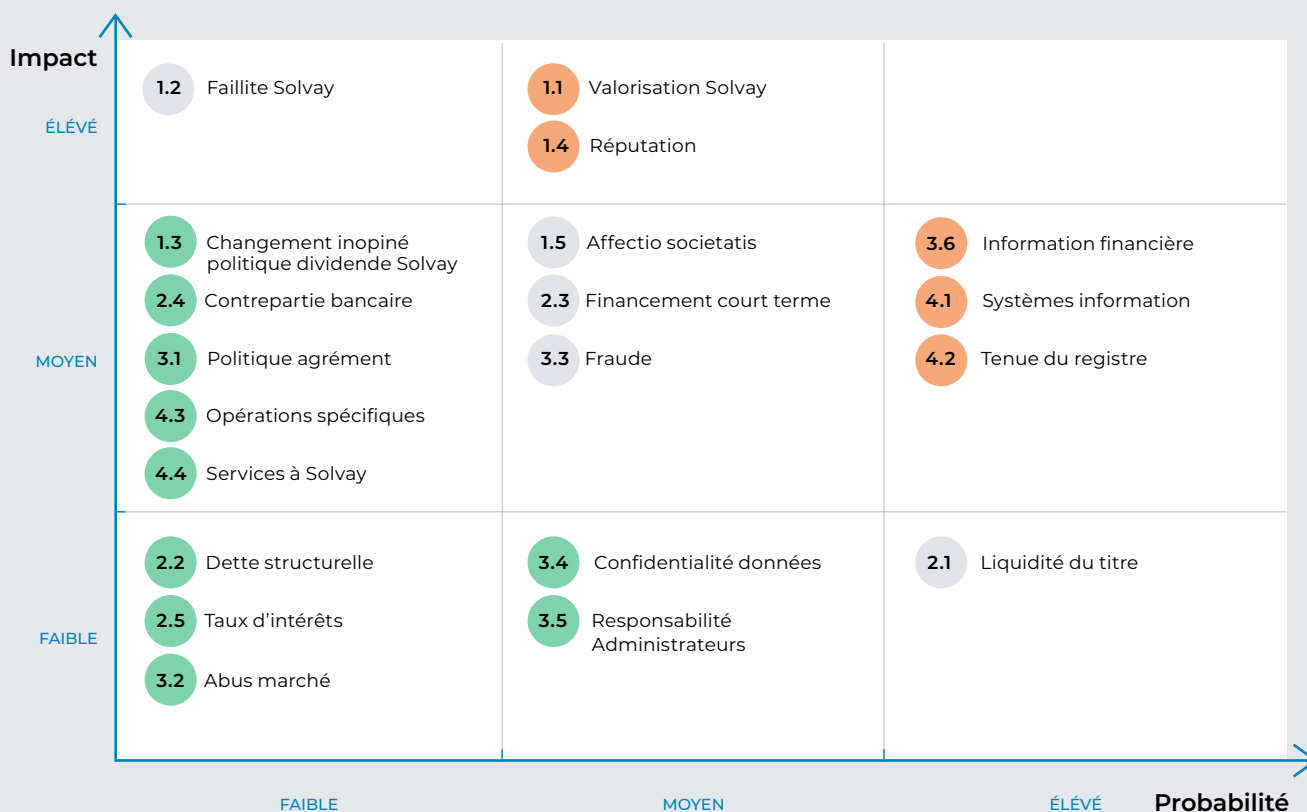 Impact
ÉLÉVÉ
1.2 Faillite Solvay
1.1 Valorisation Solvay
1.4 Réputation
MOYEN
1.3 Changement inopiné
politique dividende Solvay
2.4 Contrepartie bancaire
3.1 Politique agrément
4.3 Opérations spécifiques
4.4 Services à Solvay
1.5 Affectio societatis
2.3 Financement court terme
3.3 Fraude
3.6 Information financière
4.1 Systèmes information
4.2 Tenue du registre
FAIBLE
2.2 Dette structurelle
2.5 Taux d'intérêts
3.2 Abus marché
3.4 Confidentialité données
3.5 Responsabilité
Administrateurs
2.1 Liquidité du titre
FAIBLE
MOYEN
ÉLÉVÉ
Probabilité